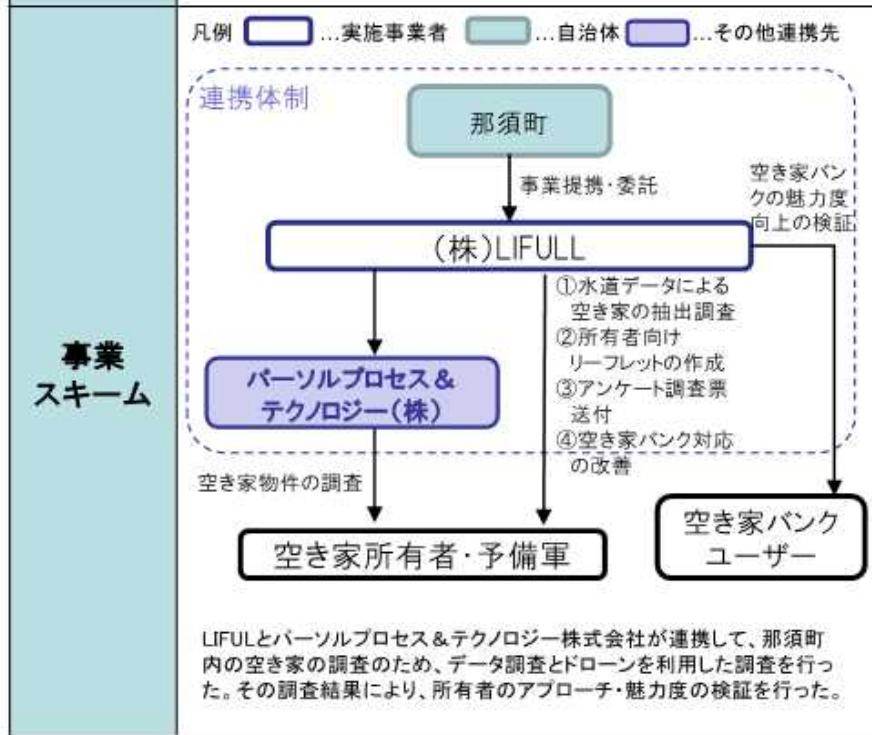 凡例
…実施事業者
…自治体
…その他連携先
連携体制
那須町
事業提携・委託
空き家バン
クの魅力度
向上の検証
(株)LIFULL
①水道データによる
空き家の抽出調査
②所有者向け
リーフレットの作成
③アンケート調査票
送付
④空き家バンク対応
の改善
事業
スキーム
パーソルプロセス&
テクノロジー(株)
空き家物件の調査
空き家所有者・予備軍
空き家バンク
ユーザー
LIFULとパーソルプロセス&テクノロジー株式会社が連携して、那須町
内の空き家の調査のため、データ調査とドローンを利用した調査を行っ
た。その調査結果により、所有者のアプローチ・魅力度の検証を行った。